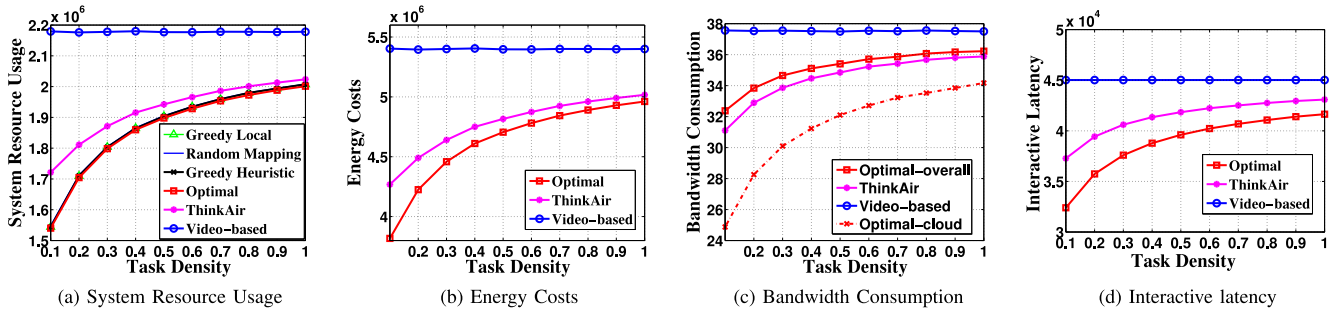 x 10^6
2.2
2.1
2
1.9
1.8
1.7
1.6
1.5
System Resource Usage
Greedy Local
Random Mapping
Greedy Heuristic
Optimal
ThinkAir
Video-based
0.1 0.2 0.3 0.4 0.5 0.6 0.7 0.8 0.9 1
Task Density
(a) System Resource Usage
x 10^6
5.5
5
4.5
4
Energy Costs
Optimal
ThinkAir
Video-based
0.1 0.2 0.3 0.4 0.5 0.6 0.7 0.8 0.9 1
Task Density
(b) Energy Costs
38
36
34
32
30
28
26
24
Bandwidth Consumption
Optimal-overall
ThinkAir
Video-based
Optimal-cloud
0.2 0.3 0.4 0.5 0.6 0.7 0.8 0.9 1
Task Density
(c) Bandwidth Consumption
x 10^4
5
4.5
4
3.5
3
Interactive Latency
Optimal
ThinkAir
Video-based
0.1 0.2 0.3 0.4 0.5 0.6 0.7 0.8 0.9 1
Task Density
(d) Interactive latency